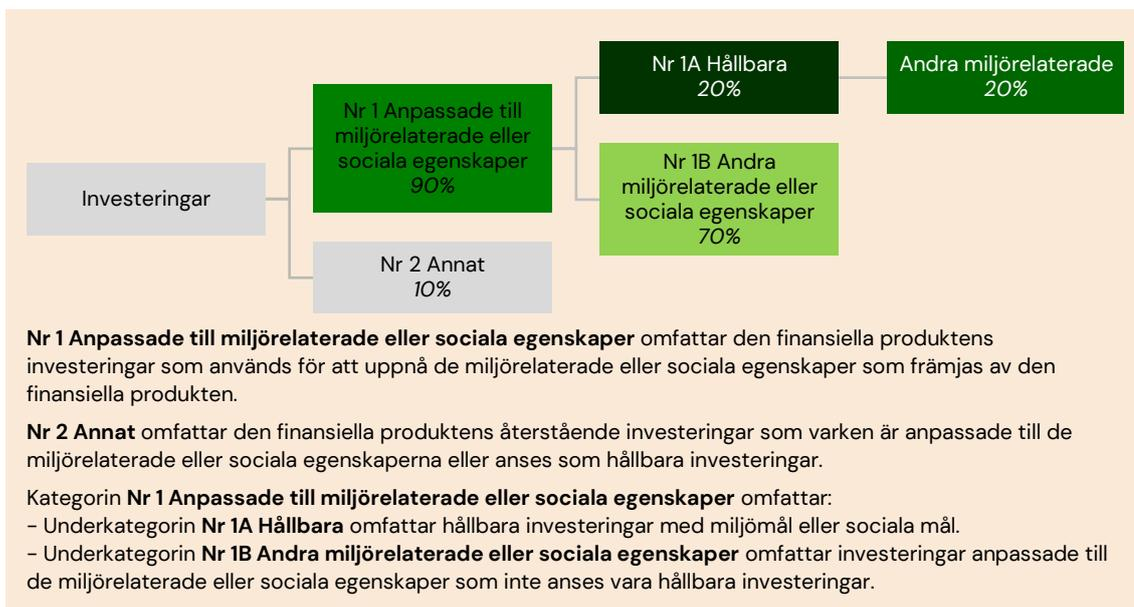 Investeringar
Nr 1 Anpassade till
miljörelaterade eller
sociala egenskaper
90%
Nr 2 Annat
10%
Nr 1A Hållbara
20%
Nr 1B Andra
miljörelaterade eller
sociala egenskaper
70%
Andra miljörelaterade
20%
Nr 1 Anpassade till miljörelaterade eller sociala egenskaper omfattar den finansiella produktens
investeringar som används för att uppnå de miljörelaterade eller sociala egenskaper som främjas av den
finansiella produkten.
Nr 2 Annat omfattar den finansiella produktens återstående investeringar som varken är anpassade till de
miljörelaterade eller sociala egenskaperna eller anses som hållbara investeringar.
Kategorin Nr 1 Anpassade till miljörelaterade eller sociala egenskaper omfattar:
- Underkategorin Nr 1A Hållbara omfattar hållbara investeringar med miljömål eller sociala mål.
- Underkategorin Nr 1B Andra miljörelaterade eller sociala egenskaper omfattar investeringar anpassade till
de miljörelaterade eller sociala egenskaper som inte anses vara hållbara investeringar.